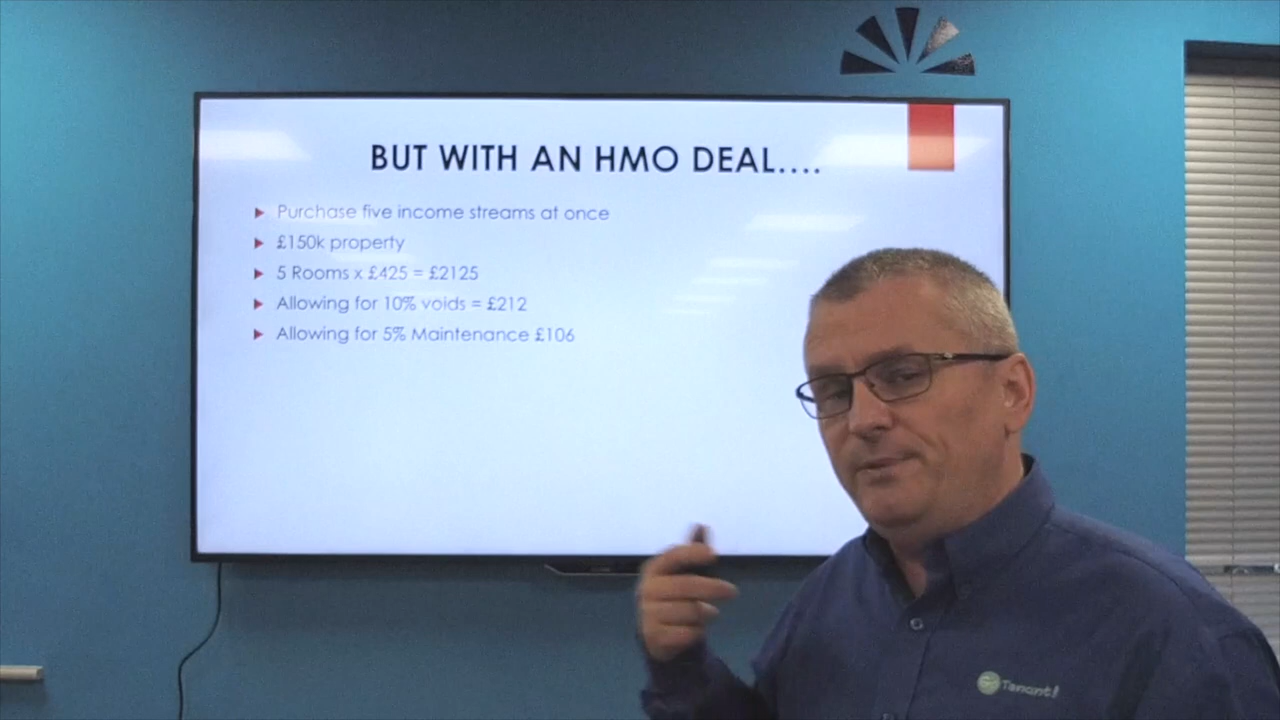 BUT WITH AN HMO DEAL....
Purchase five income streams at once
£150k property
5 Rooms x £425 = £2125
Allowing for 10% voids = £212
Allowing for 5% Maintenance £106
Tenant!